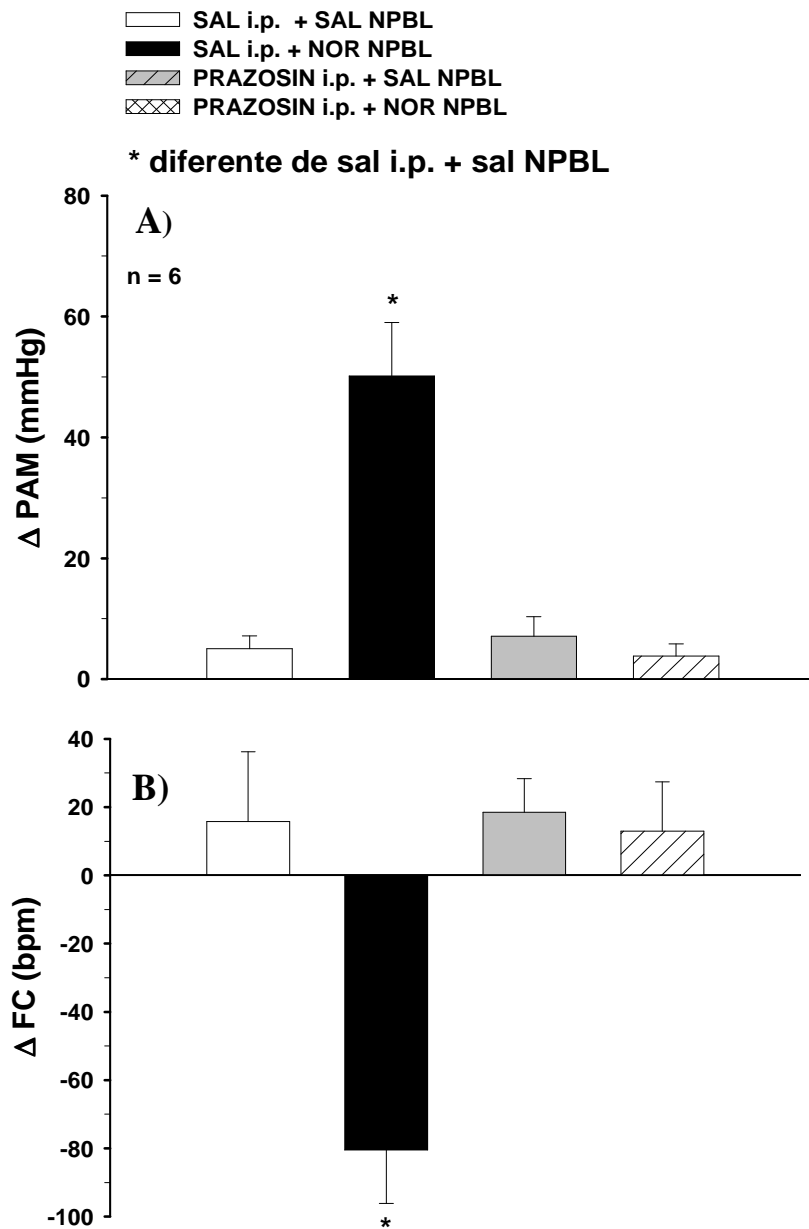 SAL i.p. + SAL NPBL
SAL i.p. + NOR NPBL
PRAZOSIN i.p. + SAL NPBL
PRAZOSIN i.p. + NOR NPBL
* diferente de sal i.p. + sal NPBL
A)
n = 6
*
Δ PAM (mmHg)
80
60
40
20
0
B)
Δ FC (bpm)
40
20
0
-20
-40
-60
-80
-100
*